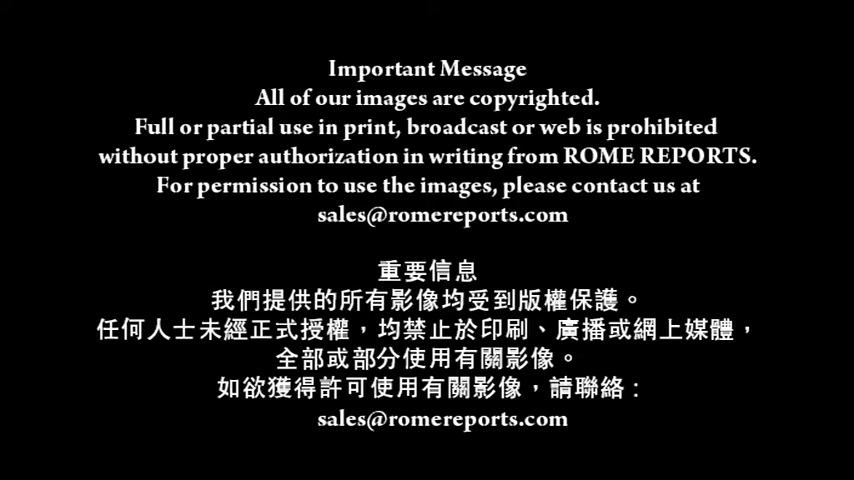 Important Message
All of our images are copyrighted.
Full or partial use in print, broadcast or web is prohibited
without proper authorization in writing from ROME REPORTS.
For permission to use the images, please contact us at
sales@romereports.com
重要信息
我們提供的所有影像均受到版權保護。
任何人士未經正式授權，均禁止於印刷、廣播或網上媒體，
全部或部分使用有關影像。
如欲獲得許可使用有關影像，請聯絡：
sales@romereports.com